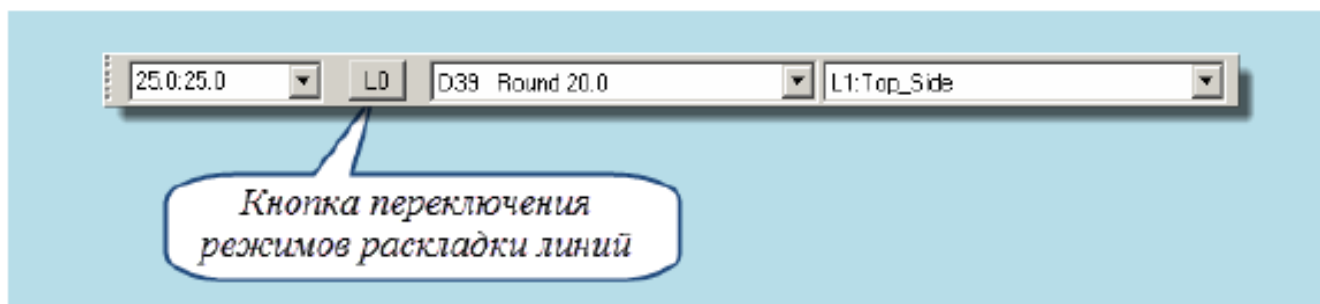 25.0:25.0 L0 D39 Round 20.0 L1:Top_Side
Кнопка переключения
режимов раскладки линий